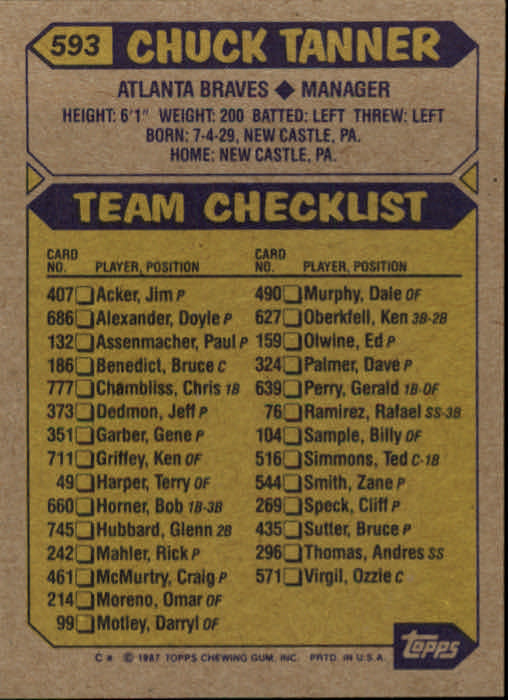 593 CHUCK TANNER
ATLANTA BRAVES ◆ MANAGER
HEIGHT: 6'1" WEIGHT: 200 BATTED: LEFT THREW: LEFT
BORN: 7-4-29, NEW CASTLE, PA.
HOME: NEW CASTLE, PA.
TEAM CHECKLIST
CARD NO. PLAYER, POSITION
407 Acker, Jim P
686 Alexander, Doyle P
132 Assenmacher, Paul P
186 Benedict, Bruce C
777 Chambliss, Chris 1B
373 Dedmon, Jeff P
351 Garber, Gene P
711 Griffey, Ken OF
49 Harper, Terry OF
660 Horner, Bob 1B-3B
745 Hubbard, Glenn 2B
242 Mahler, Rick P
461 McMurtry, Craig P
214 Moreno, Omar OF
99 Motley, Darryl OF
CARD NO. PLAYER, POSITION
490 Murphy, Dale OF
627 Oberkfell, Ken 3B-2B
159 Olwine, Ed P
324 Palmer, Dave P
639 Perry, Gerald 1B-OF
76 Ramirez, Rafael SS-3B
104 Sample, Billy OF
516 Simmons, Ted C-1B
544 Smith, Zane P
269 Speck, Cliff P
435 Sutter, Bruce P
296 Thomas, Andres SS
571 Virgil, Ozzie C
topps
C* © 1987 TOPPS CHEWING GUM, INC. PRTD. IN U.S.A.